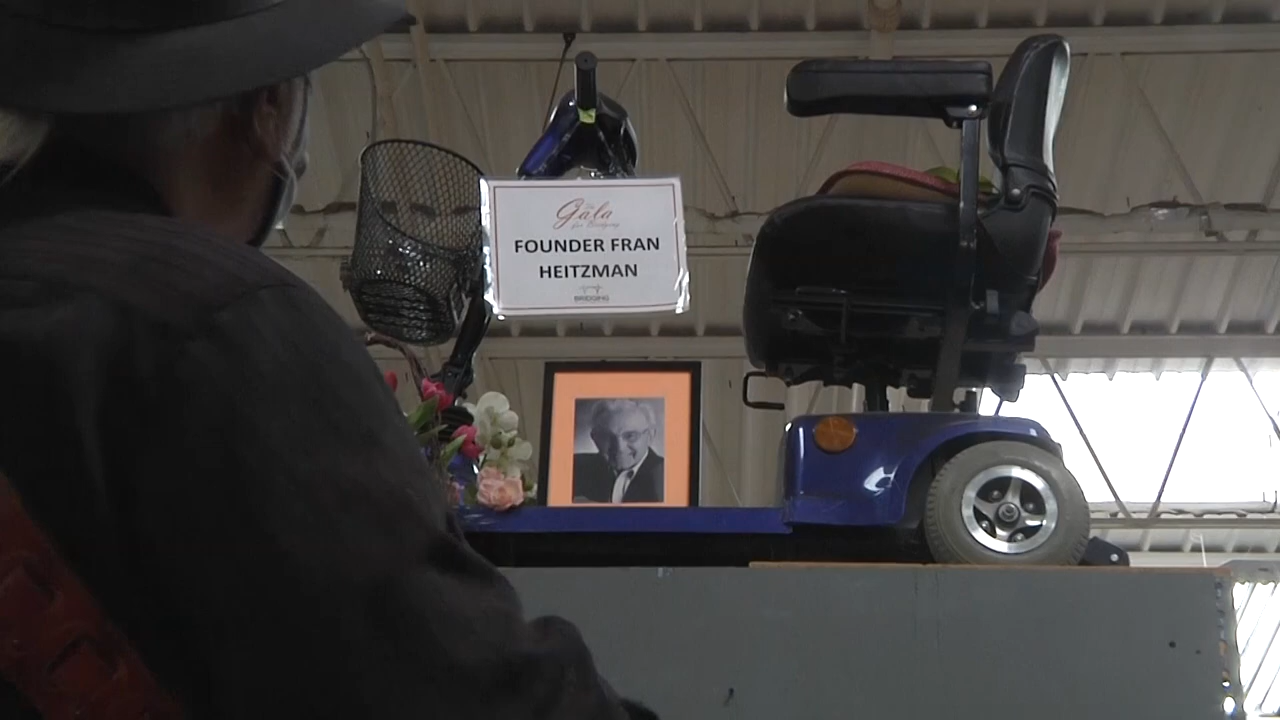 The
Gala
for Bridging
FOUNDER FRAN
HEITZMAN
BRIDGING